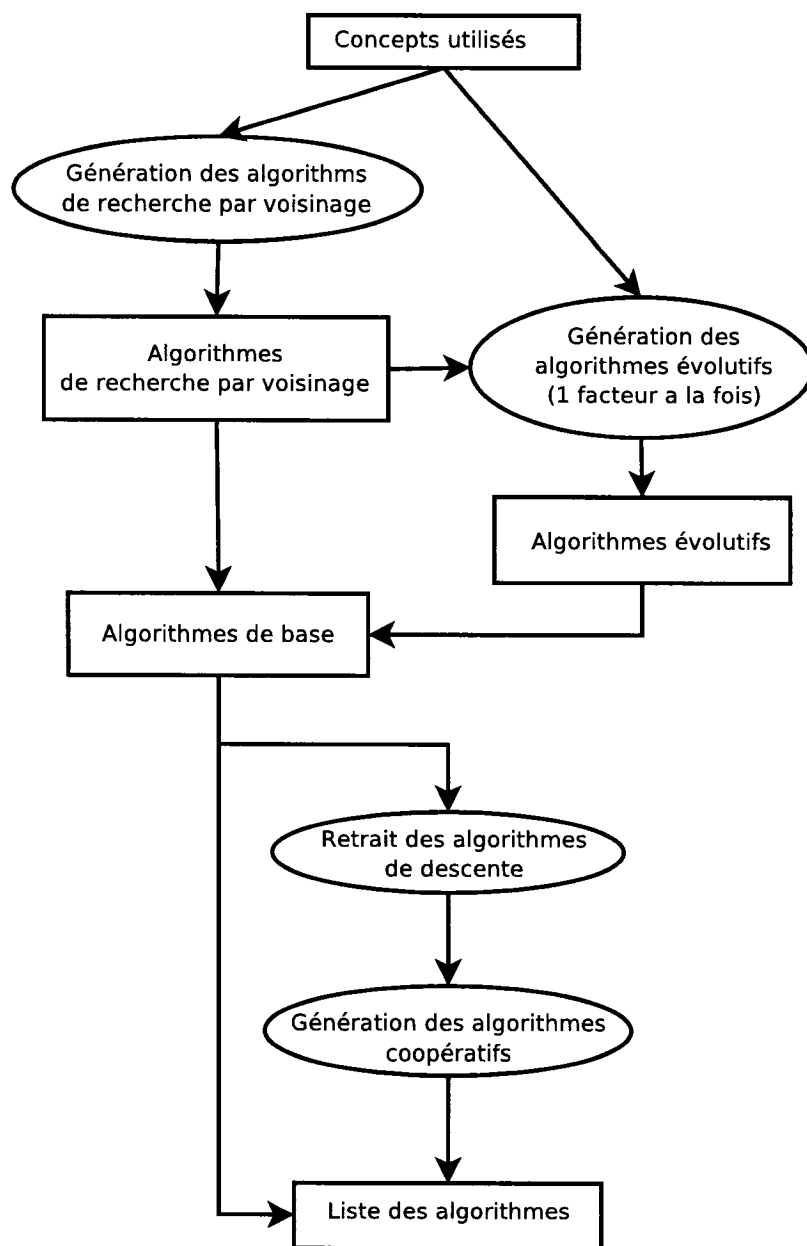 Concepts utilisés
Génération des algorithms
de recherche par voisinage
Algorithmes
de recherche par voisinage
Génération des
algorithmes évolutifs
(1 facteur a la fois)
Algorithmes évolutifs
Algorithmes de base
Retrait des algorithmes
de descente
Génération des algorithmes
coopératifs
Liste des algorithmes